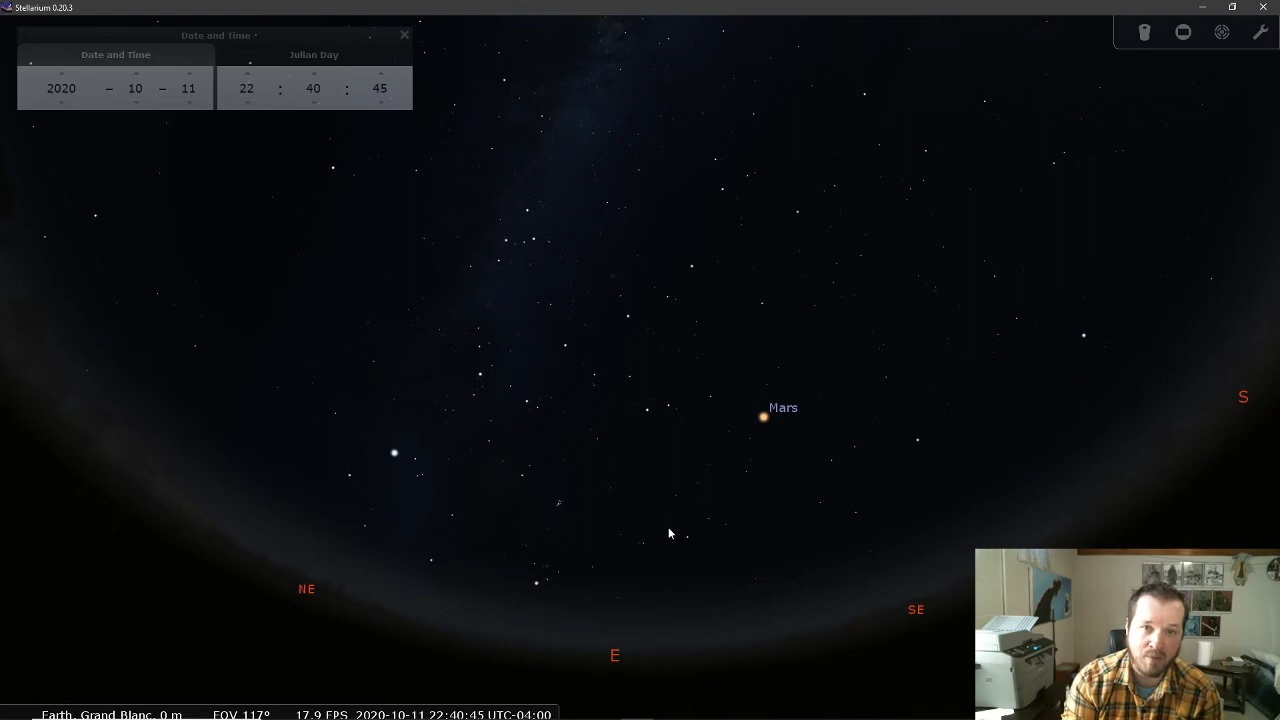 Stellarium 0.20.3
Date and Time
Date and Time
Julian Day
2020 - 10 - 11
22 : 40 : 45
Mars
S
NE
SE
E
Earth, Grand Blanc, 0 m FOV 117° 17.9 FPS 2020-10-11 22:40:45 UTC-04:00